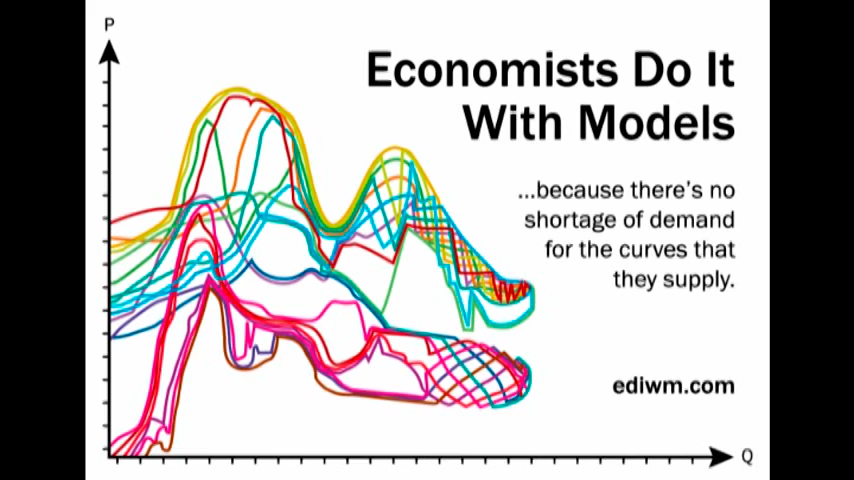 P
Economists Do It
With Models
...because there's no
shortage of demand
for the curves that
they supply.
ediwm.com
Q